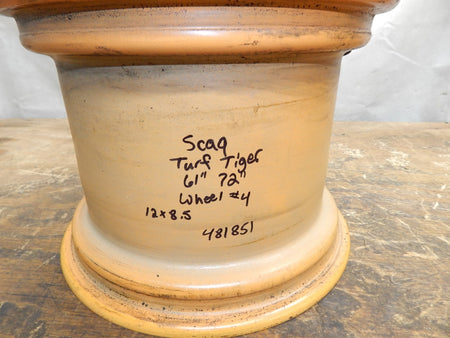 Scag
Turf Tiger
61" 72"
Wheel #4
12x8.5
481851